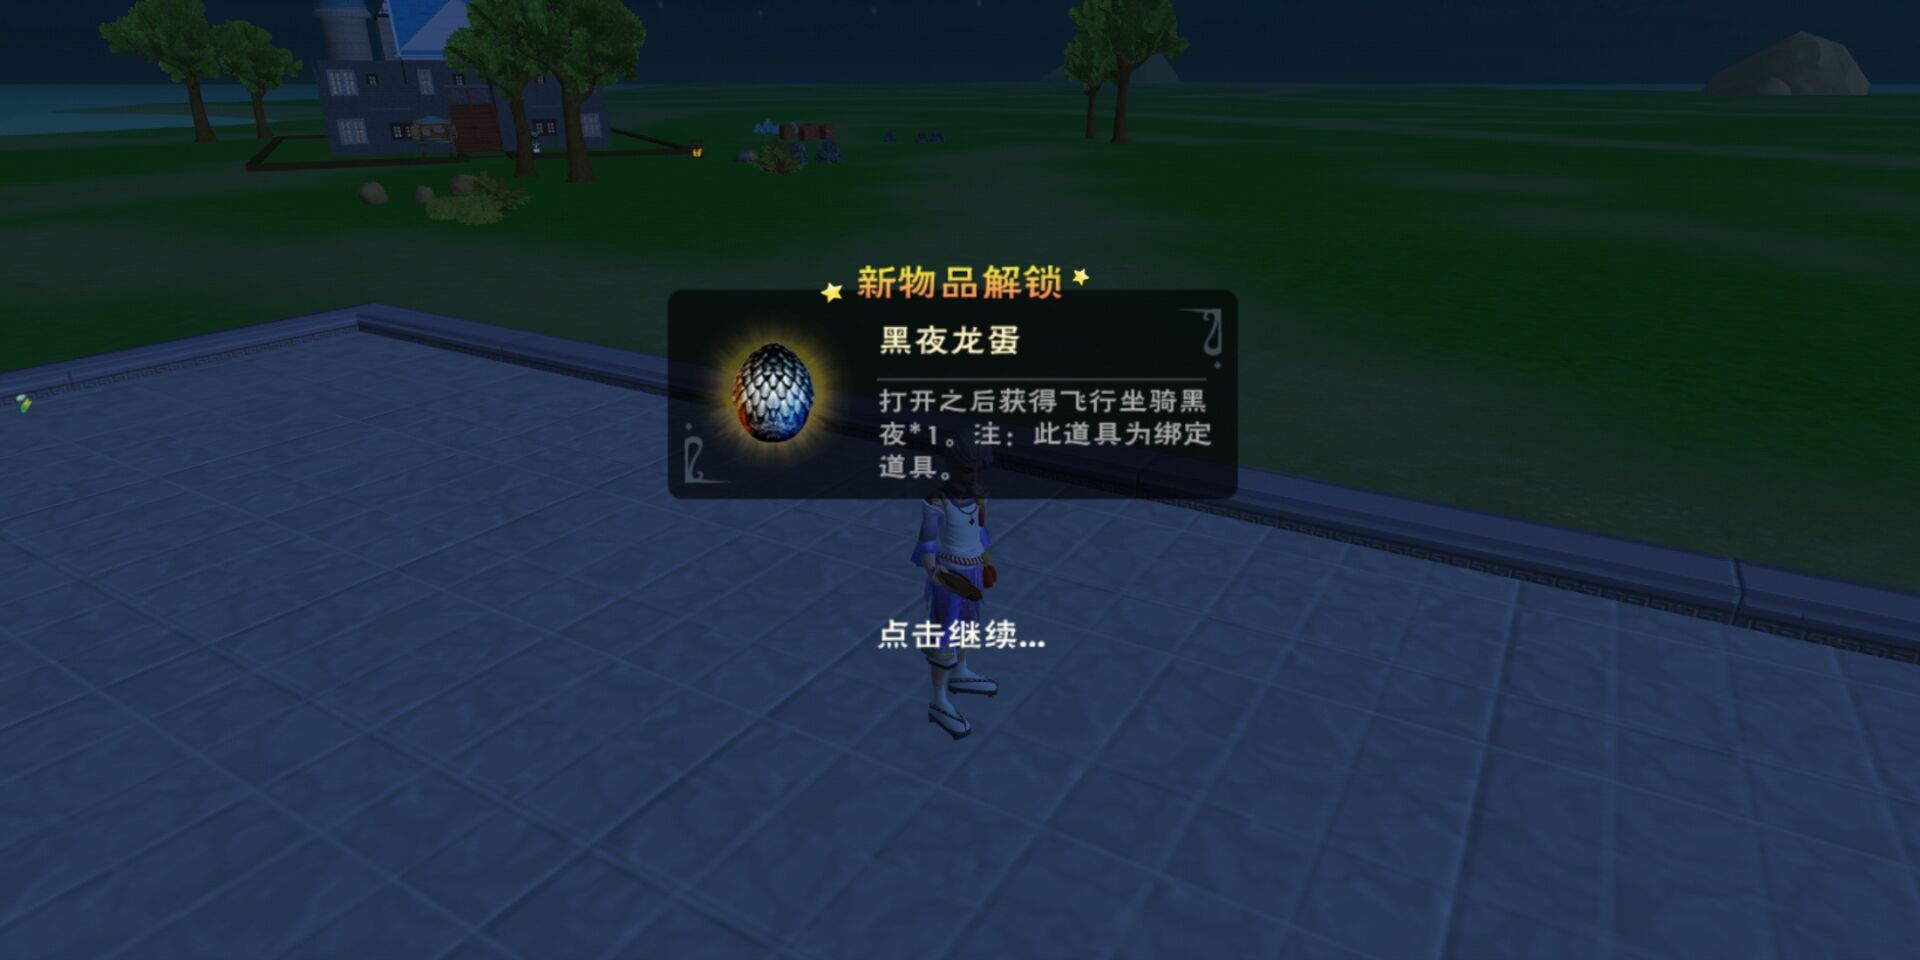 新物品解锁
黑夜龙蛋
打开之后获得飞行坐骑黑
夜*1。注：此道具为绑定
道具。
点击继续...